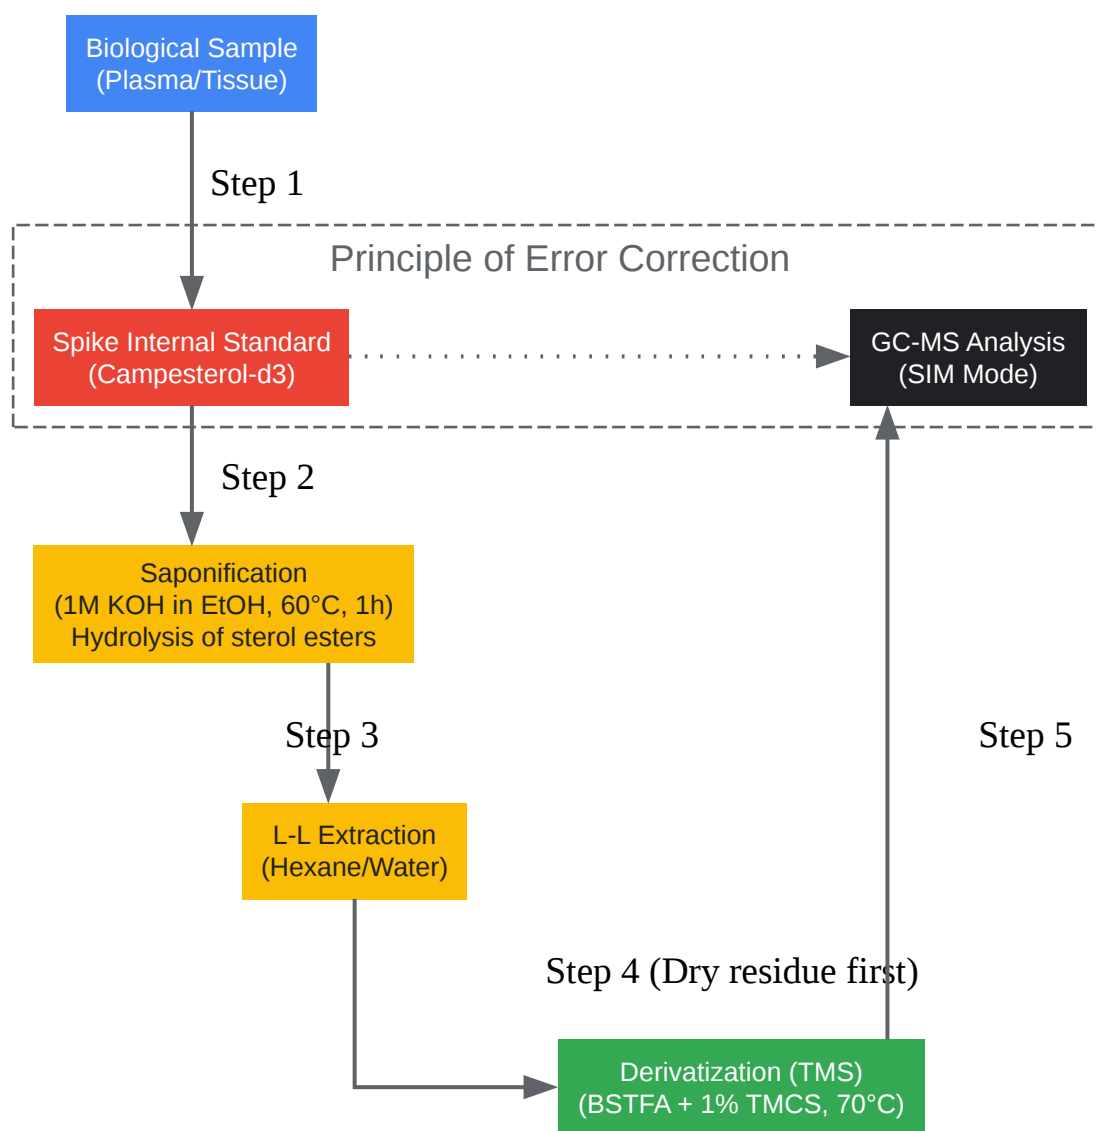 Biological Sample
(Plasma/Tissue)
Step 1
Principle of Error Correction
Spike Internal Standard
(Campesterol-d3)
GC-MS Analysis
(SIM Mode)
Step 2
Saponification
(1M KOH in EtOH, 60°C, 1h)
Hydrolysis of sterol esters
Step 3
Step 5
L-L Extraction
(Hexane/Water)
Step 4 (Dry residue first)
Derivatization (TMS)
(BSTFA + 1% TMCS, 70°C)